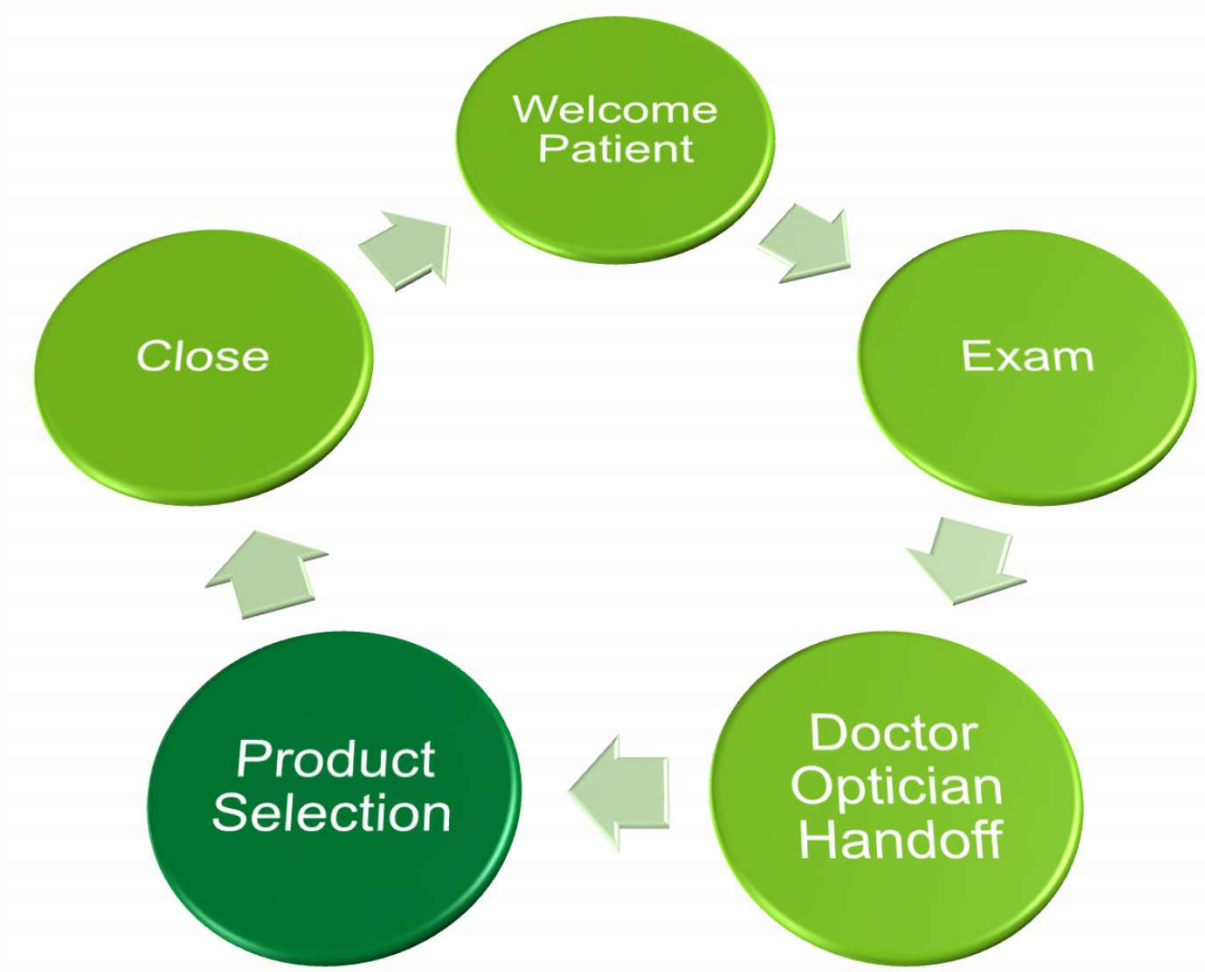 Welcome
Patient
Exam
Doctor
Optician
Handoff
Product
Selection
Close